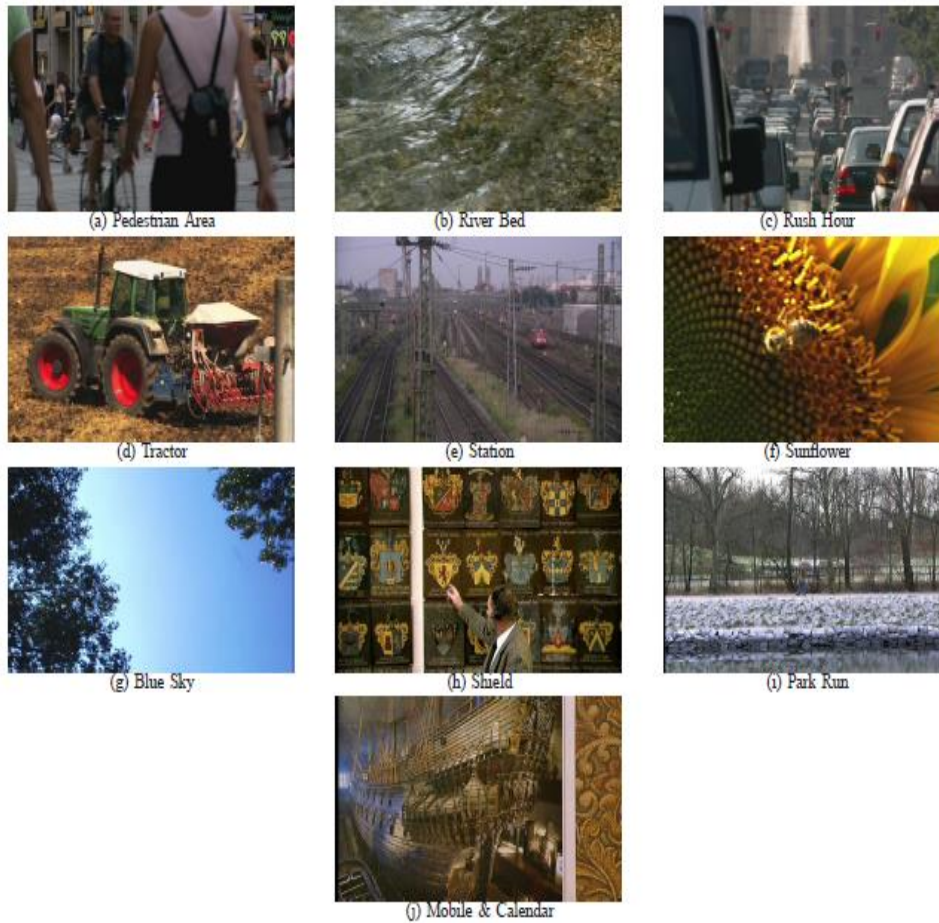 (a) Pedestrian Area
(b) River Bed
(c) Rush Hour
(d) Tractor
(e) Station
(f) Sunflower
(g) Blue Sky
(h) Shield
(i) Park Run
(j) Mobile & Calendar